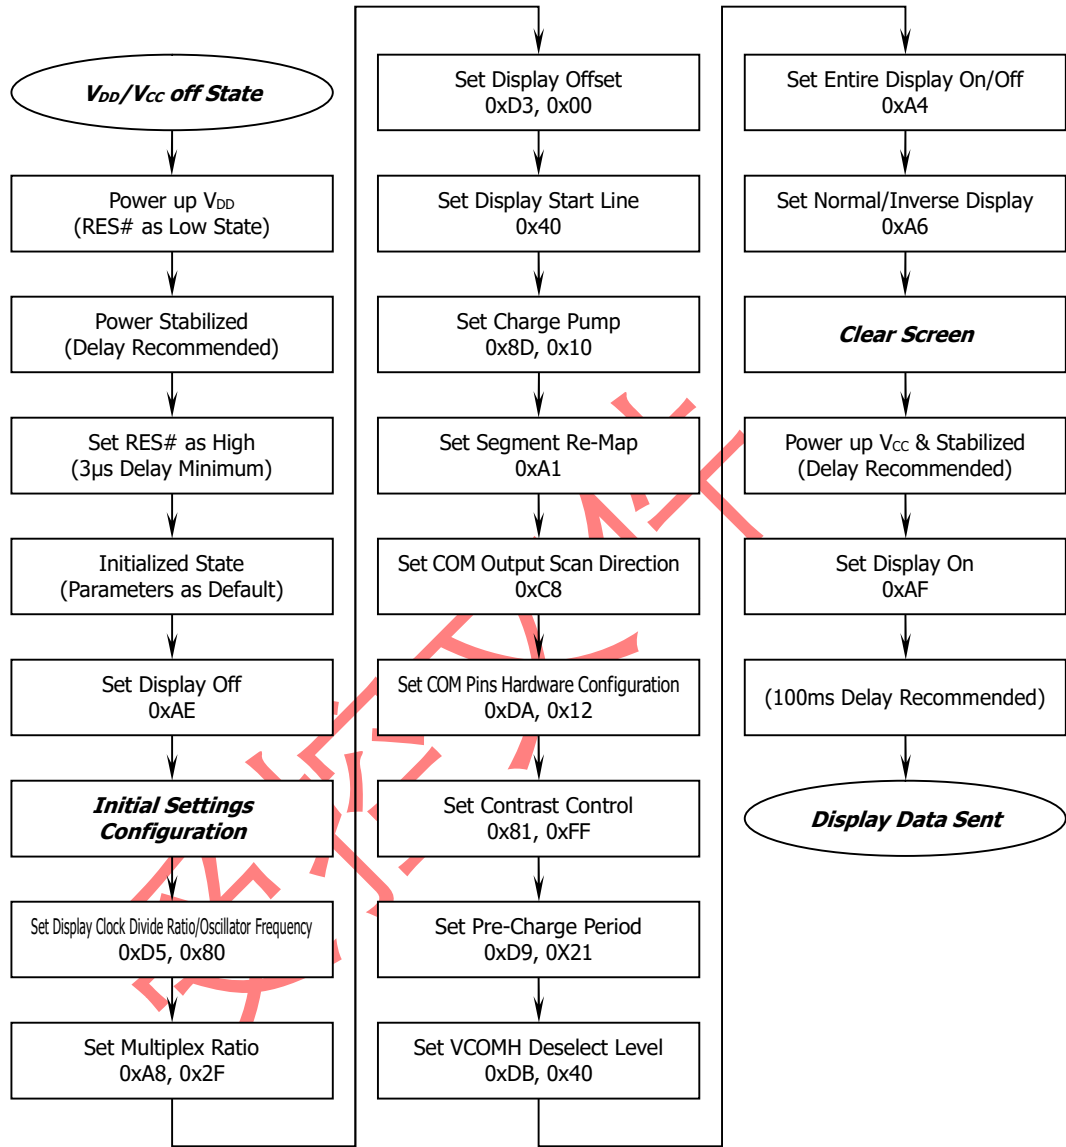 VDD/VCC off State
Power up VDD
(RES# as Low State)
Power Stabilized
(Delay Recommended)
Set RES# as High
(3μs Delay Minimum)
Initialized State
(Parameters as Default)
Set Display Off
0xAE
Initial Settings
Configuration
Set Display Clock Divide Ratio/Oscillator Frequency
0xD5, 0x80
Set Multiplex Ratio
0xA8, 0x2F
Set Display Offset
0xD3, 0x00
Set Display Start Line
0x40
Set Charge Pump
0x8D, 0x10
Set Segment Re-Map
0xA1
Set COM Output Scan Direction
0xC8
Set COM Pins Hardware Configuration
0xDA, 0x12
Set Contrast Control
0x81, 0xFF
Set Pre-Charge Period
0xD9, 0X21
Set VCOMH Deselect Level
0xDB, 0x40
Set Entire Display On/Off
0xA4
Set Normal/Inverse Display
0xA6
Clear Screen
Power up VCC & Stabilized
(Delay Recommended)
Set Display On
0xAF
(100ms Delay Recommended)
Display Data Sent